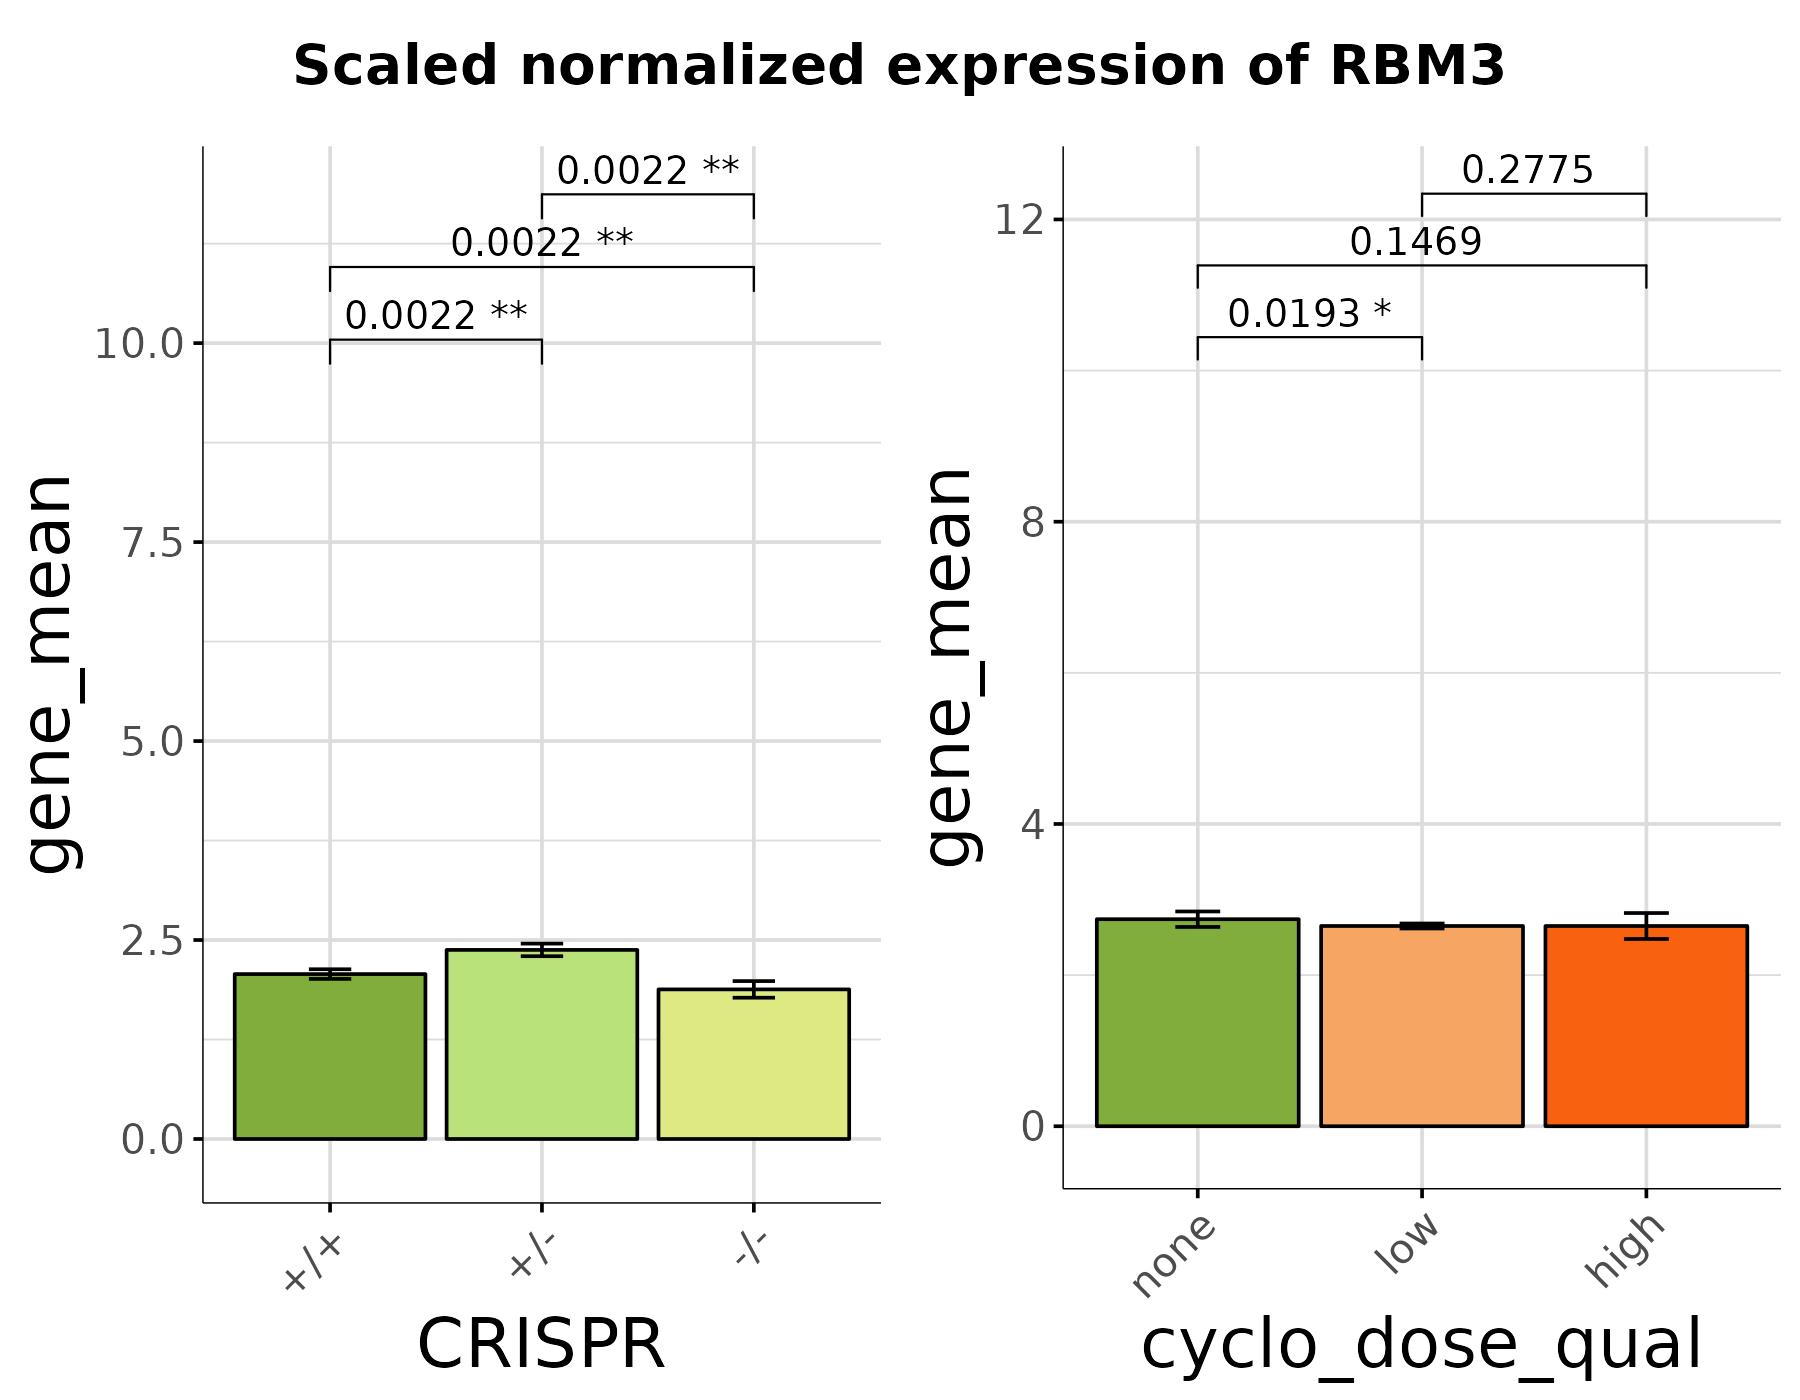 Scaled normalized expression of RBM3
0.0022 **
0.0022 **
0.0022 **
10.0
7.5
5.0
2.5
0.0
gene_mean
+/+
+/-
-/-
CRISPR
0.2775
0.1469
0.0193 *
12
8
4
0
gene_mean
none
low
high
cyclo_dose_qual